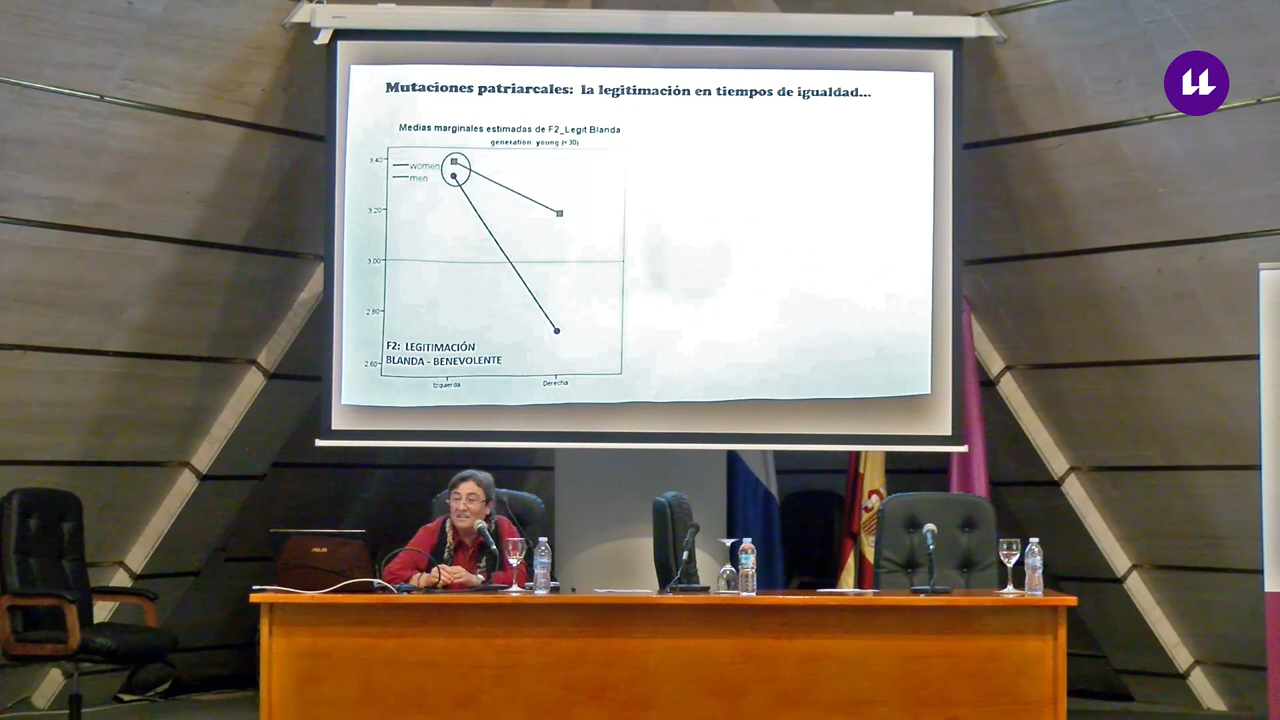 Mutaciones patriarcales: la legitimación en tiempos de igualdad...
Medias marginales estimadas de F2_Legit Blanda
generation young (<30)
3,40
women
men
3,20
3,00
2,80
2,60
F2: LEGITIMACIÓN
BLANDA - BENEVOLENTE
Izquierda
Derecha
ASUS